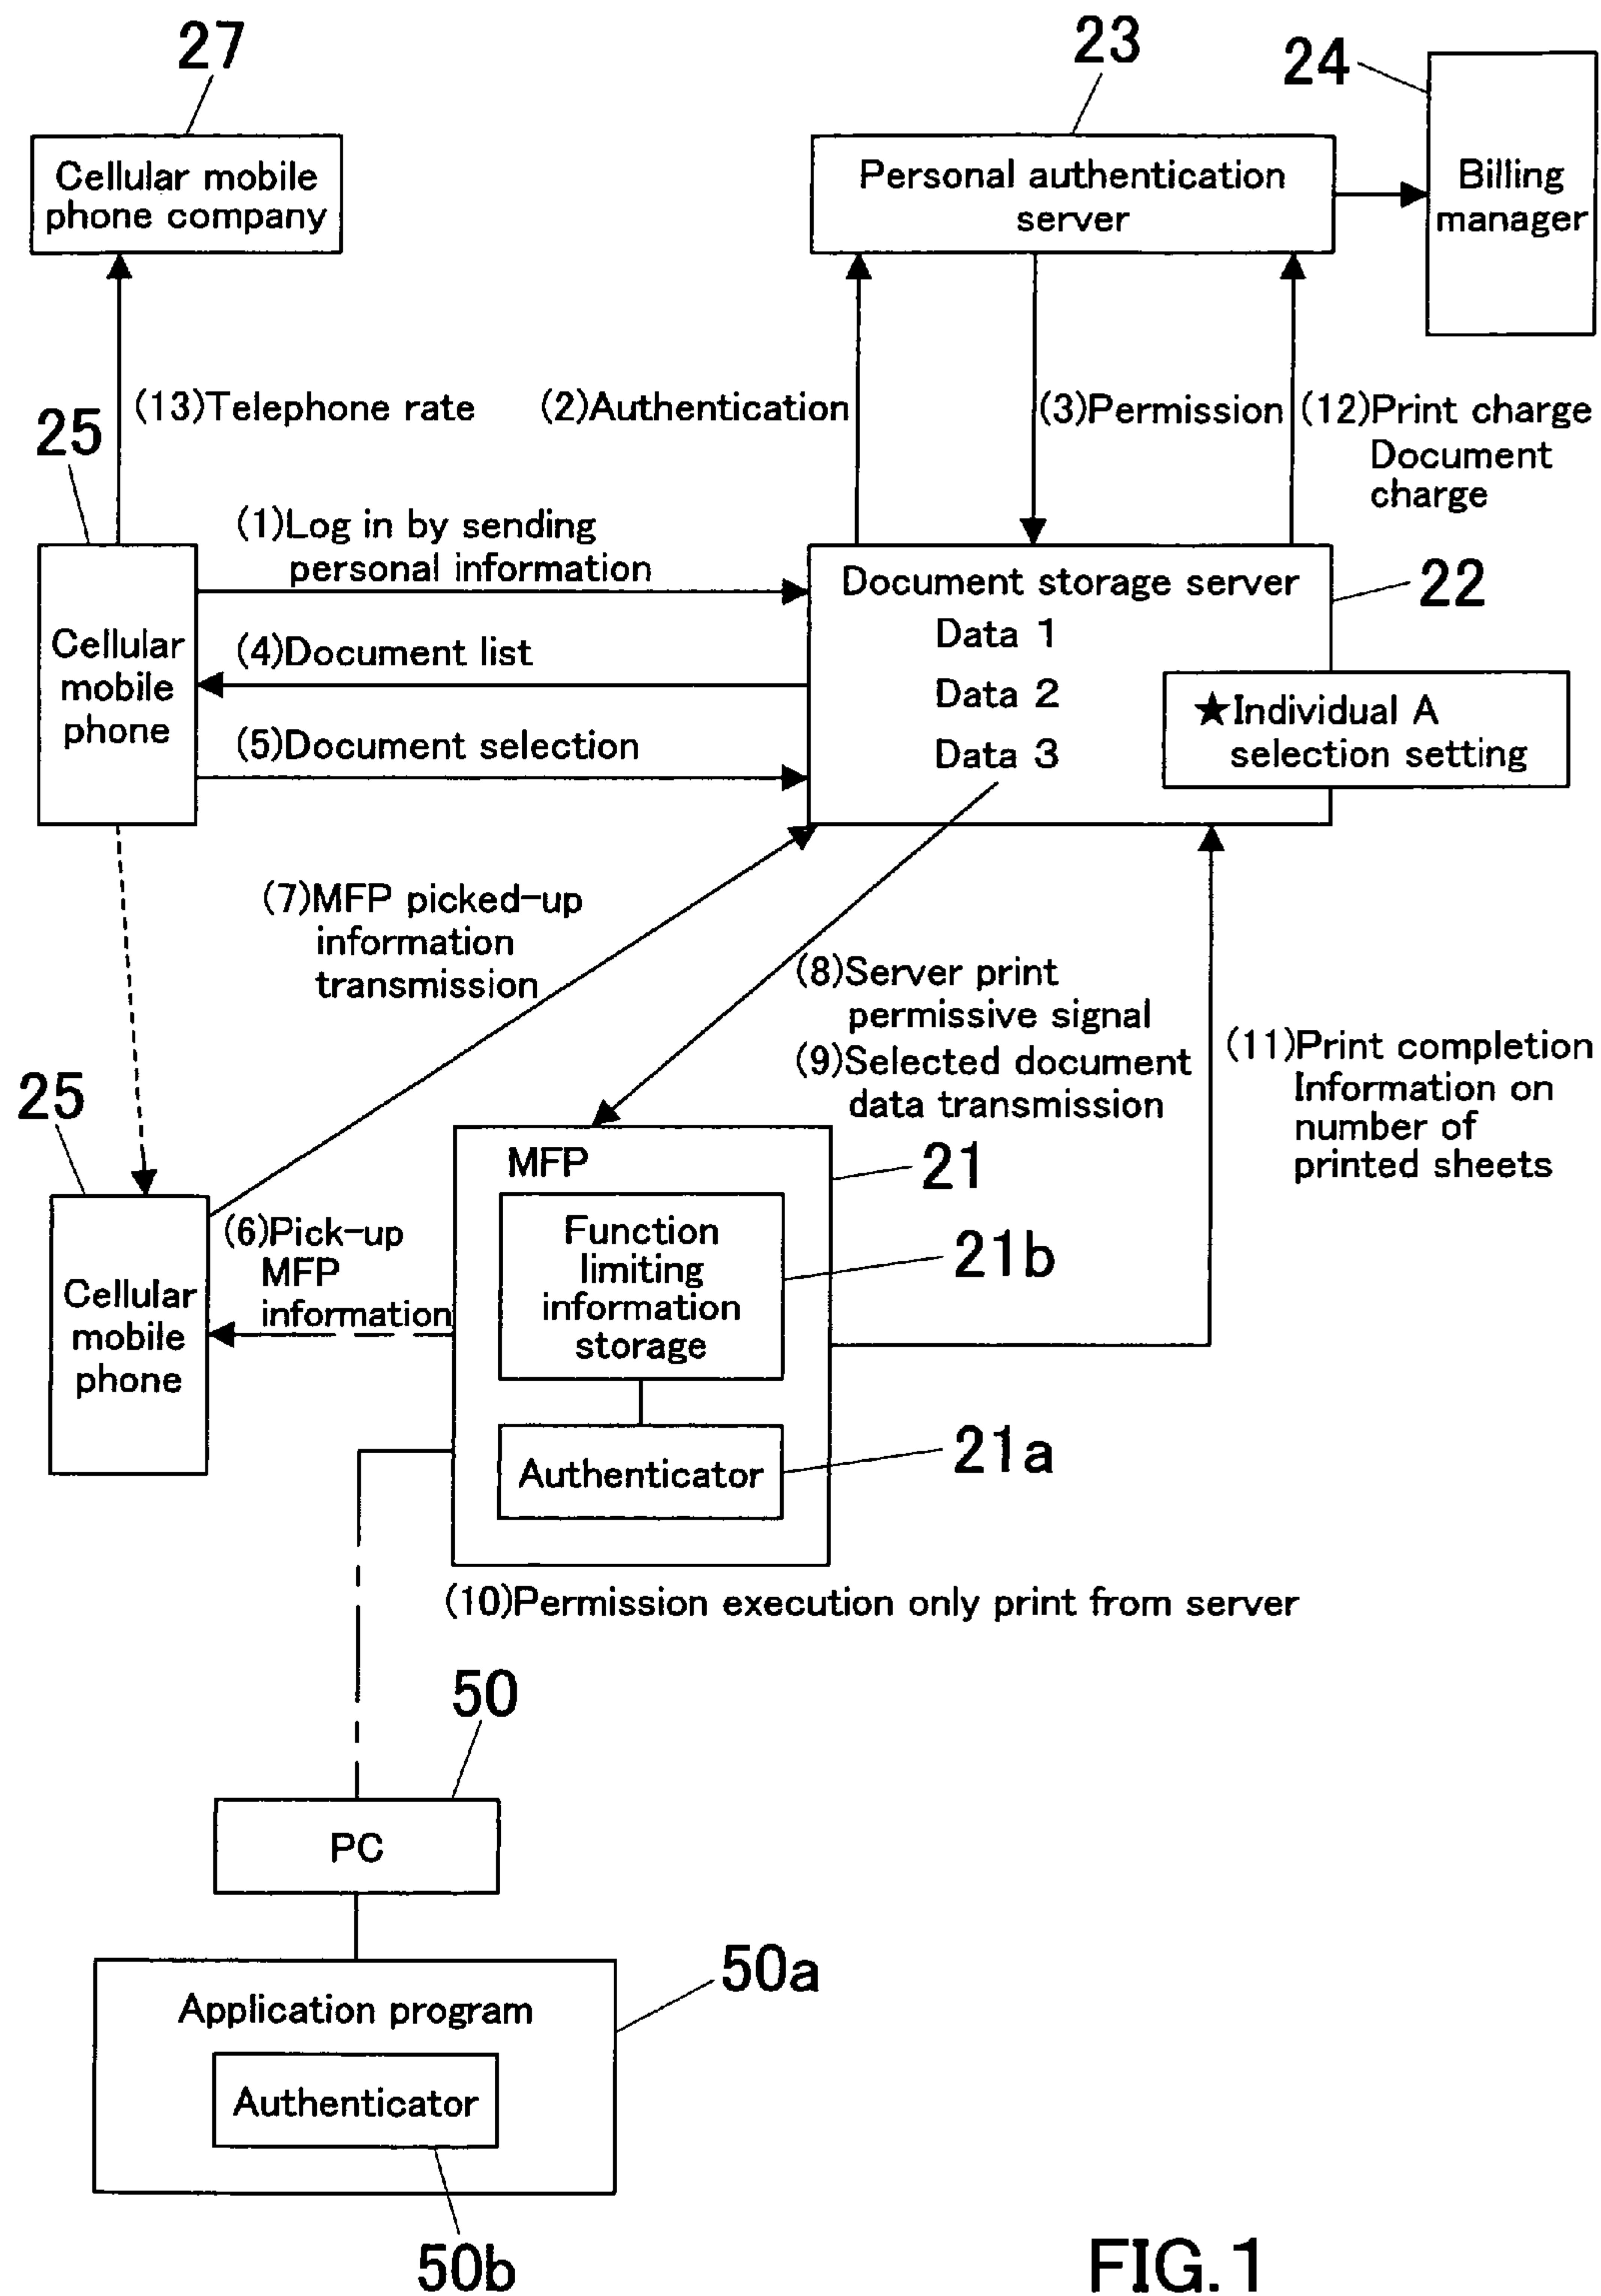 27
23
24
Cellular mobile
phone company
Personal authentication
server
Billing
manager
25
(13)Telephone rate
(2)Authentication
(3)Permission
(12)Print charge
Document
charge
(1)Log in by sending
personal information
Cellular
mobile
phone
(4)Document list
(5)Document selection
Document storage server
Data 1
Data 2
Data 3
22
★Individual A
selection setting
(7)MFP picked-up
information
transmission
(8)Server print
permissive signal
(9)Selected document
data transmission
(11)Print completion
Information on
number of
printed sheets
25
Cellular
mobile
phone
(6)Pick-up
MFP
information
MFP
21
Function
limiting
information
storage
21b
Authenticator
21a
(10)Permission execution only print from server
50
PC
50a
Application program
Authenticator
50b
FIG.1